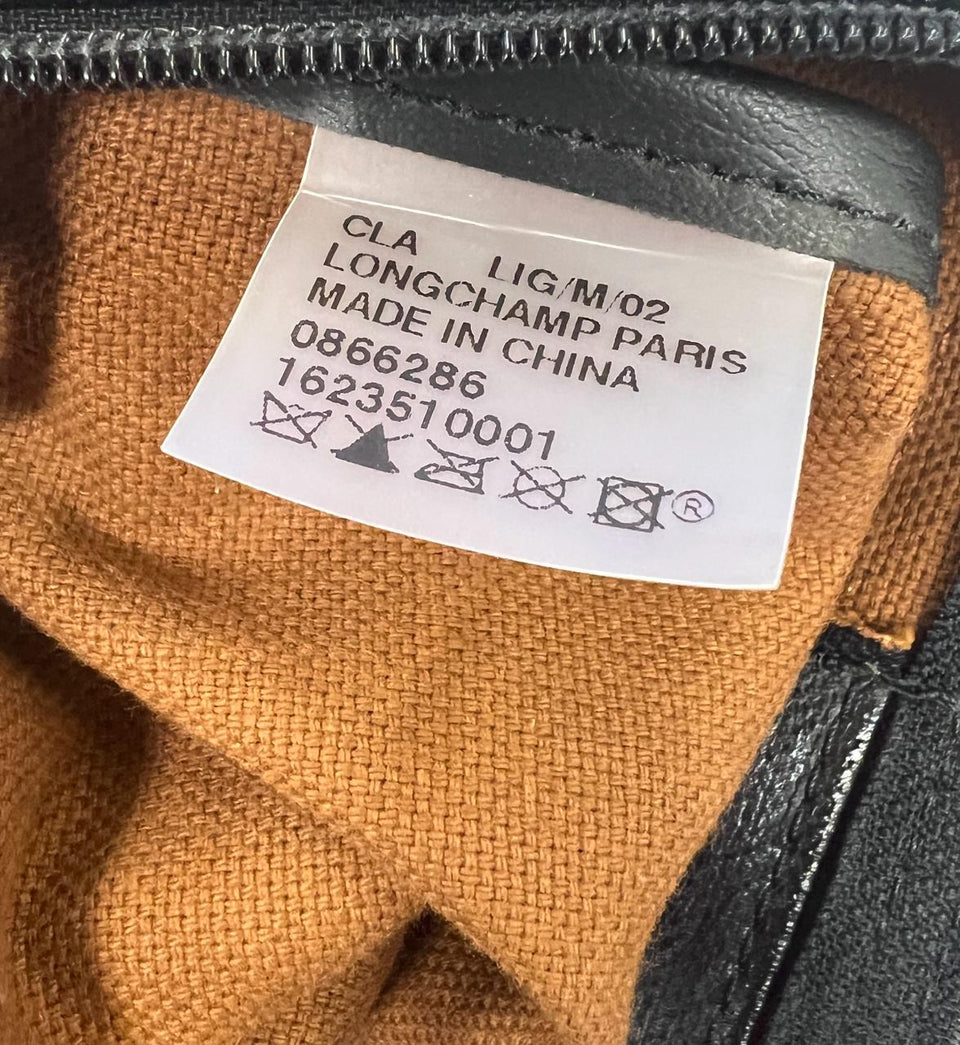 CLA LIG/M/02
LONGCHAMP PARIS
MADE IN CHINA
0866286
1623510001
®